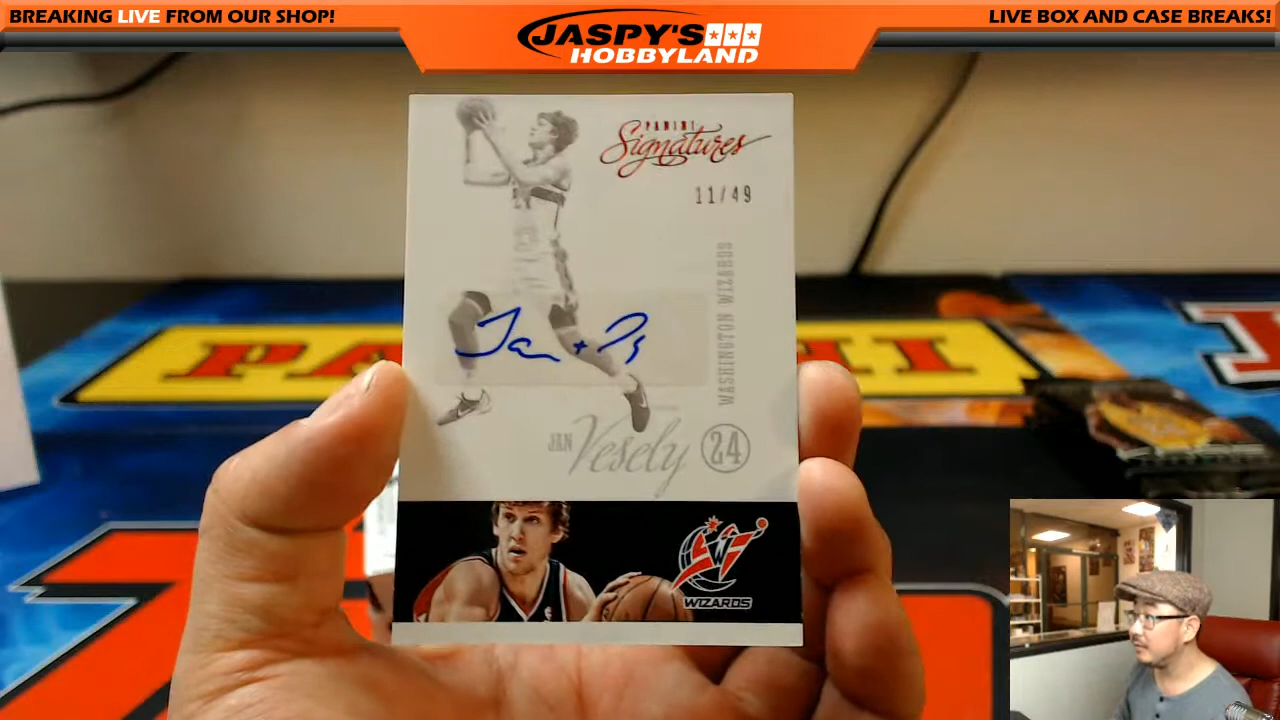 BREAKING LIVE FROM OUR SHOP!
JASPY'S
HOBBYLAND
LIVE BOX AND CASE BREAKS!
PANINI
Signatures
11/49
WASHINGTON WIZARDS
JAN Vesely 24
WIZARDS